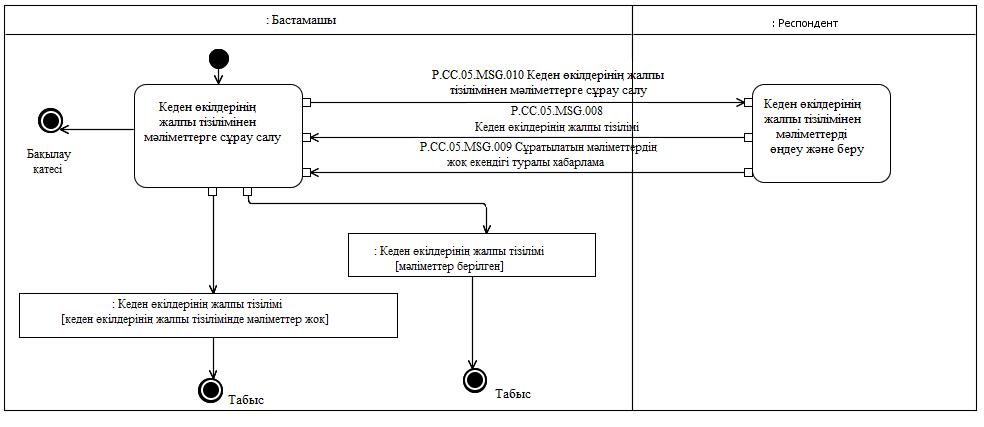 : Бастамашы
: Респондент
Р.СС.05.MSG.010 Кеден өкілдерінің жалпы
тізілімінен мәліметтерге сұрау салу
Кеден өкілдерінің
жалпы тізілімінен
мәліметтерге сұрау салу
Р.СС.05.MSG.008
Кеден өкілдерінің жалпы тізілімі
Р.СС.05.MSG.009 Сұратылатын мәліметтердің
жоқ екендігі туралы хабарлама
Кеден өкілдерінің
жалпы тізілімінен
мәліметтерді
өңдеу және беру
Бақылау
қатесі
: Кеден өкілдерінің жалпы тізілімі
[мәліметтер берілген]
: Кеден өкілдерінің жалпы тізілімі
[кеден өкілдерінің жалпы тізілімінде мәліметтер жоқ]
Табыс
Табыс